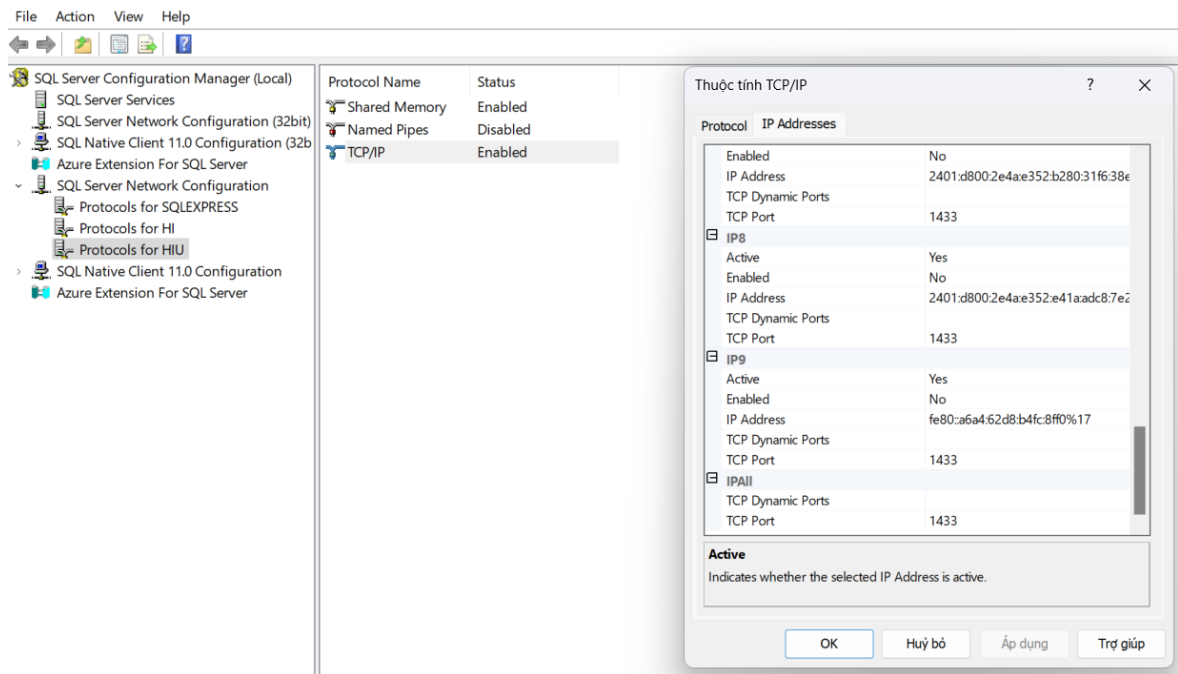 File Action View Help
SQL Server Configuration Manager (Local)
SQL Server Services
SQL Server Network Configuration (32bit)
SQL Native Client 11.0 Configuration (32b
Azure Extension For SQL Server
SQL Server Network Configuration
Protocols for SQLEXPRESS
Protocols for HI
Protocols for HIU
SQL Native Client 11.0 Configuration
Azure Extension For SQL Server
Protocol Name Status
Shared Memory Enabled
Named Pipes Disabled
TCP/IP Enabled
Thuộc tính TCP/IP ?
Protocol IP Addresses
Enabled No
IP Address 2401:d800:2e4a:e352:b280:31f6:38e
TCP Dynamic Ports
TCP Port 1433
IP8
Active Yes
Enabled No
IP Address 2401:d800:2e4a:e352:e41a:adc8:7e2
TCP Dynamic Ports
TCP Port 1433
IP9
Active Yes
Enabled No
IP Address fe80::a6a4:62d8:b4fc:8ff0%17
TCP Dynamic Ports
TCP Port 1433
IPAll
TCP Dynamic Ports
TCP Port 1433
Active
Indicates whether the selected IP Address is active.
OK Huỷ bỏ Áp dụng Trợ giúp